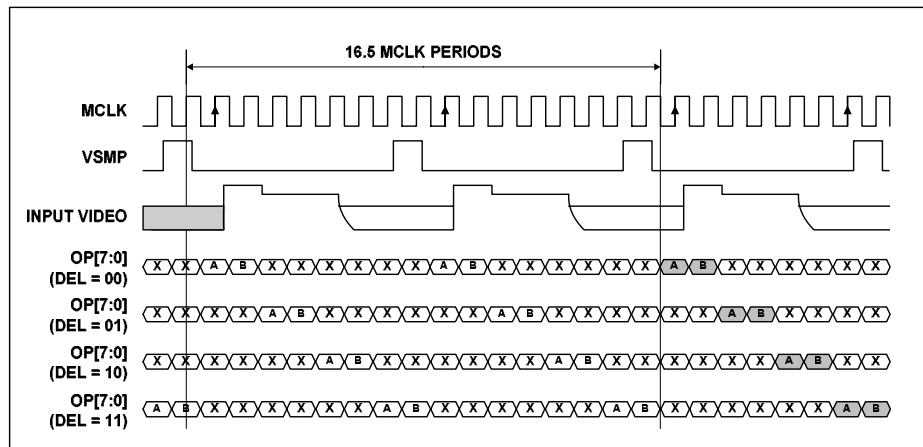 16.5 MCLK PERIODS
MCLK
VSMP
INPUT VIDEO
OP[7:0] (DEL = 00) X X A B X X X X X X A B X X X X X X A B X X X X X X
OP[7:0] (DEL = 01) X X X X A B X X X X X X A B X X X X X X A B X X X X
OP[7:0] (DEL = 10) X X X X X X A B X X X X X X A B X X X X X X A B X X
OP[7:0] (DEL = 11) A B X X X X X X A B X X X X X X A B X X X X X X A B